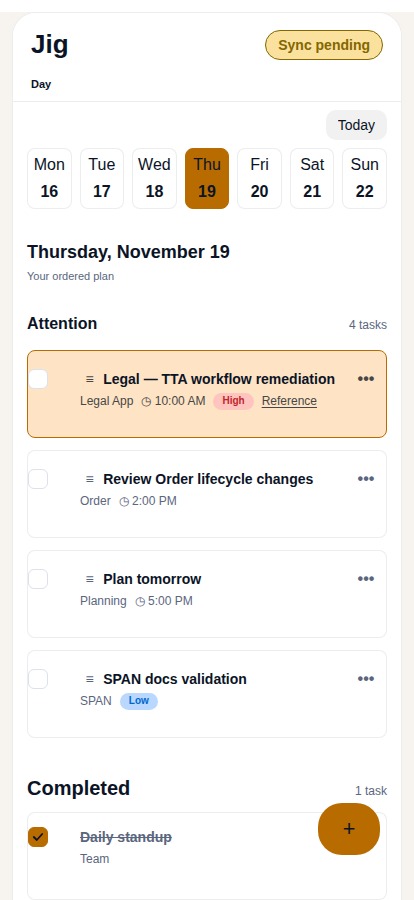 Jig
Sync pending
Day
Today
Mon Tue Wed Thu Fri Sat Sun
16 17 18 19 20 21 22
Thursday, November 19
Your ordered plan
Attention 4 tasks
Legal — TTA workflow remediation
Legal App 10:00 AM High Reference
Review Order lifecycle changes
Order 2:00 PM
Plan tomorrow
Planning 5:00 PM
SPAN docs validation
SPAN Low
Completed 1 task
Daily standup
Team
+